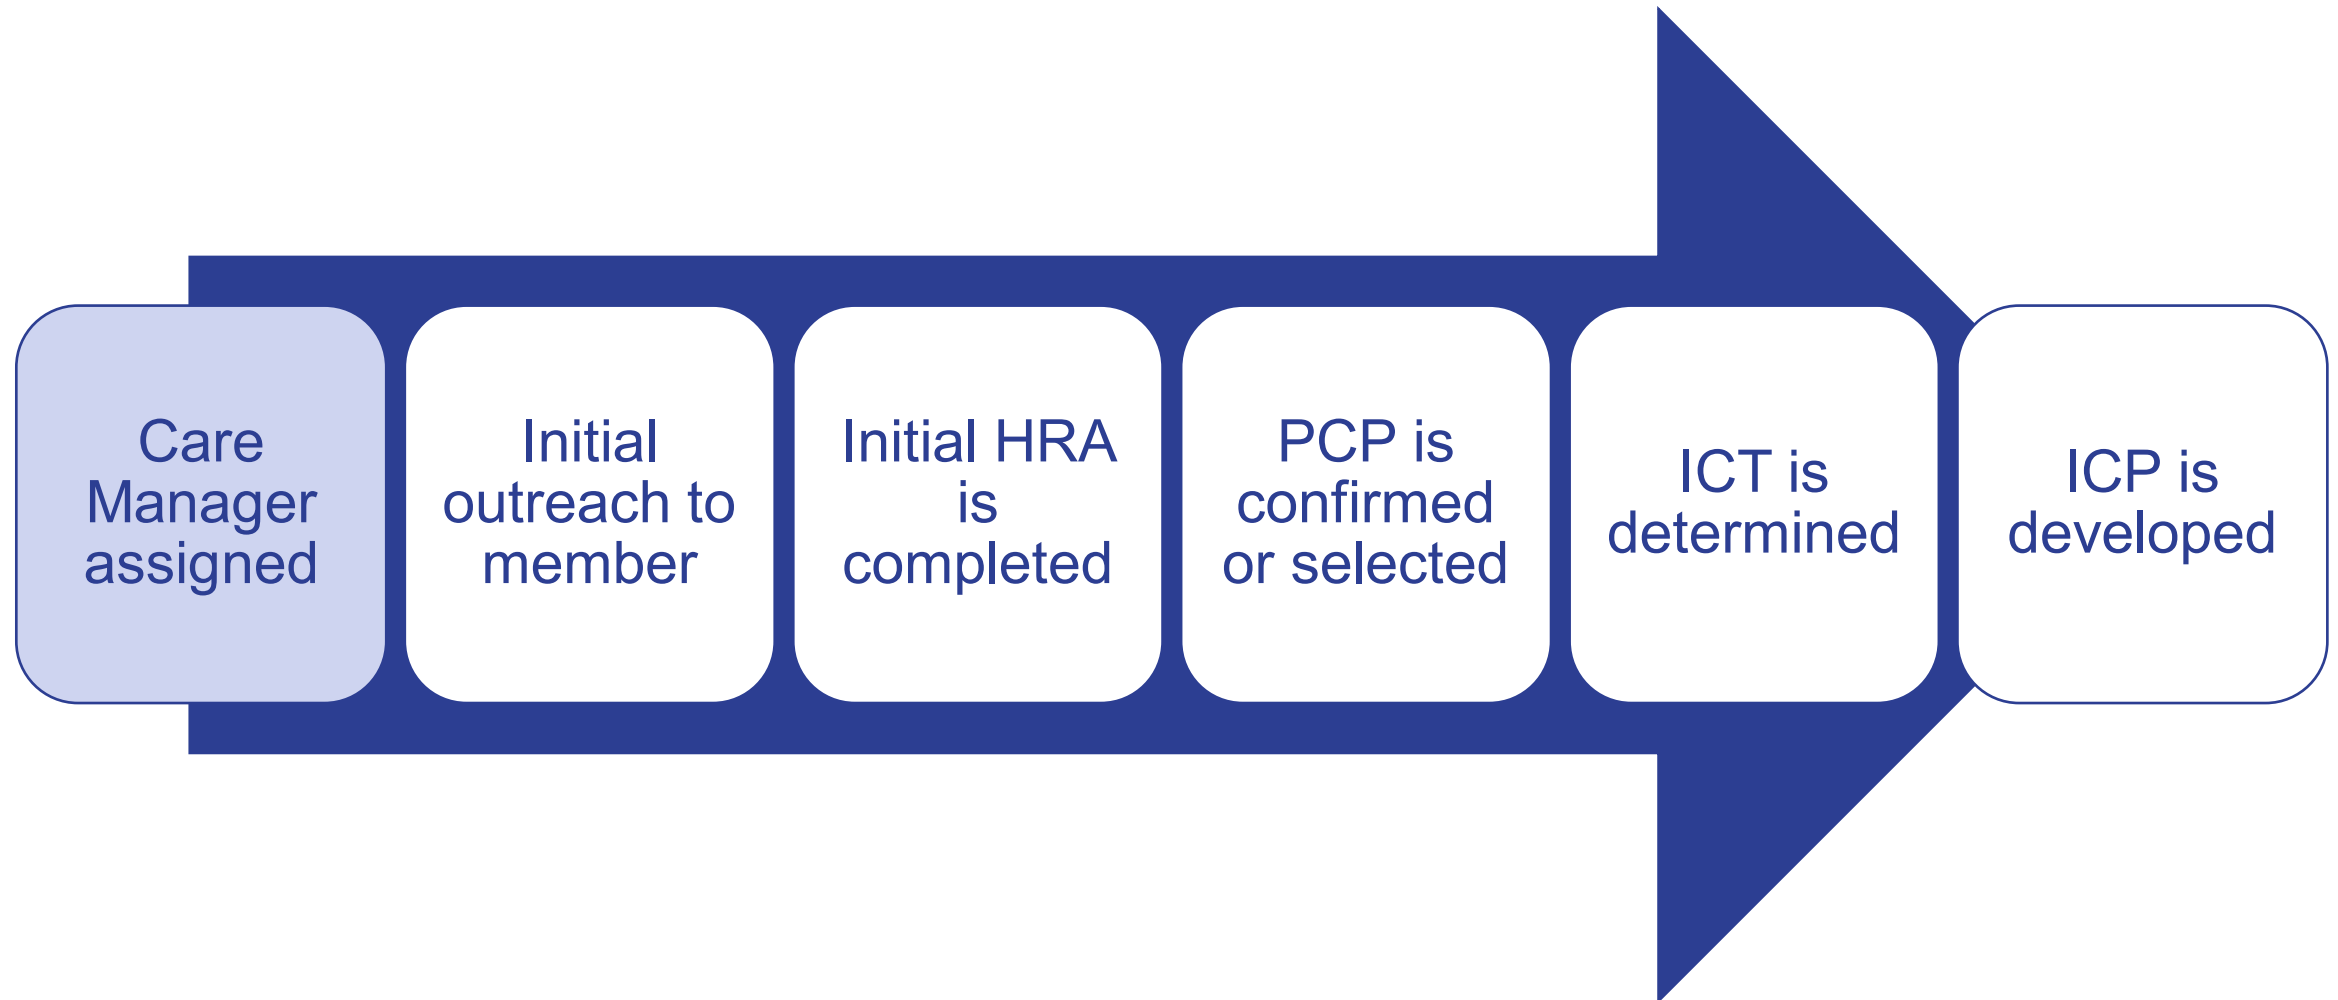 Care
Manager
assigned
Initial
outreach to
member
Initial HRA
is
completed
PCP is
confirmed
or selected
ICT is
determined
ICP is
developed